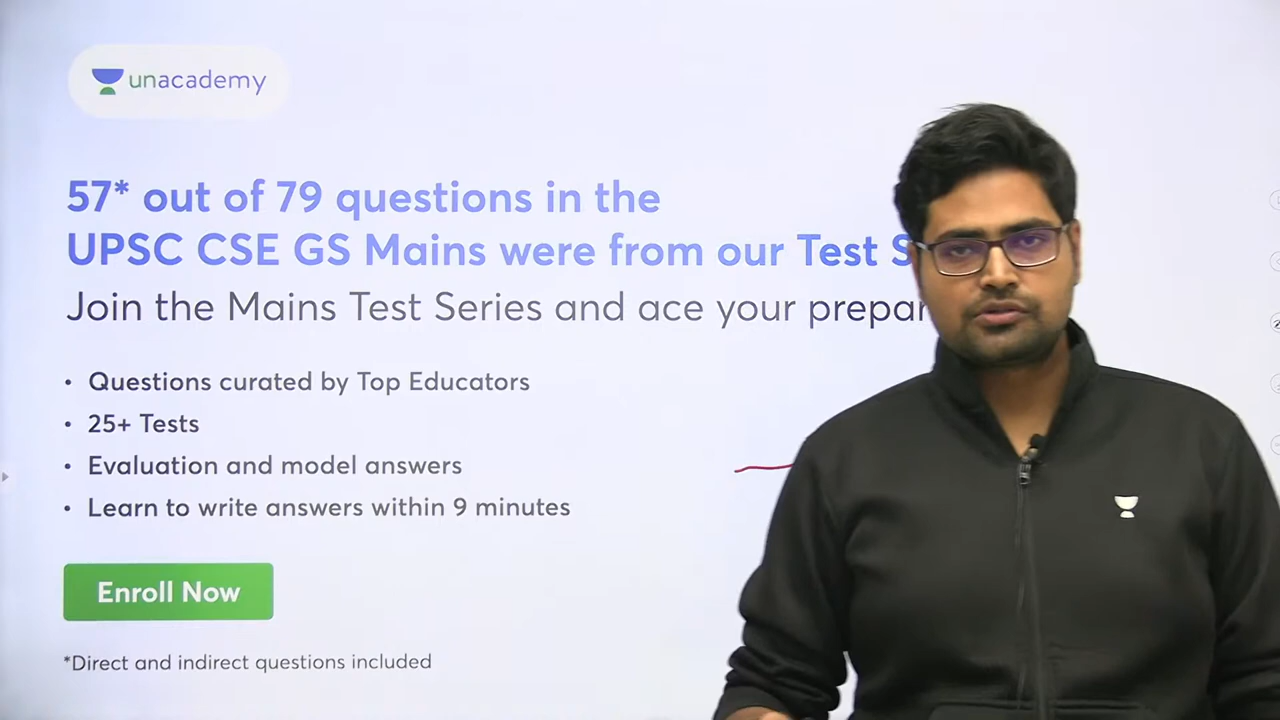 unacademy
57* out of 79 questions in the
UPSC CSE GS Mains were from our Test S
Join the Mains Test Series and ace your prepar
• Questions curated by Top Educators
• 25+ Tests
• Evaluation and model answers
• Learn to write answers within 9 minutes
Enroll Now
*Direct and indirect questions included